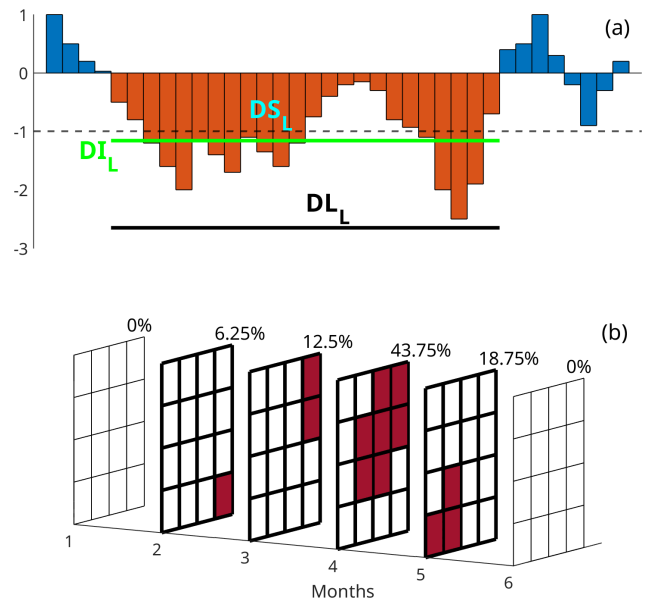 (a)
1
0
-1
-2
-3
DS_L
DI_L
DL_L
(b)
0%
6.25%
12.5%
43.75%
18.75%
0%
1
2
3
4
5
6
Months